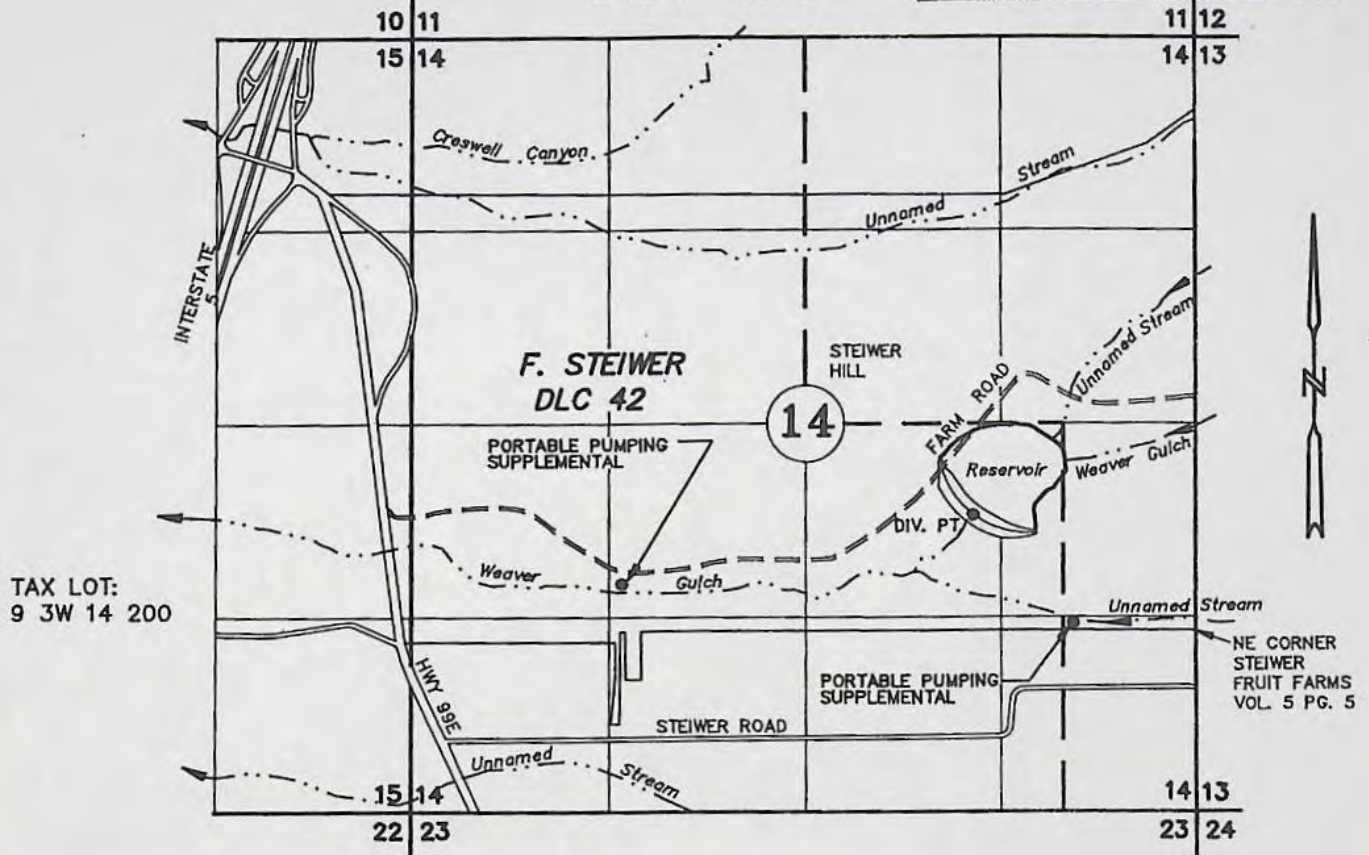 10 11
11 12
15 14
14 13
Creswell Canyon
Stream
Unnamed
INTERSTATE
5
Unnamed Stream
F. STEIWER
DLC 42
STEIWER
HILL
FARM ROAD
N
14
PORTABLE PUMPING
SUPPLEMENTAL
Reservoir
Weaver Gulch
DIV. PT.
Weaver Gulch
TAX LOT:
9 3W 14 200
Unnamed Stream
NE CORNER
STEIWER
FRUIT FARMS
VOL. 5 PG. 5
HWY 99E
PORTABLE PUMPING
SUPPLEMENTAL
STEIWER ROAD
Unnamed Stream
15 14
14 13
22 23
23 24